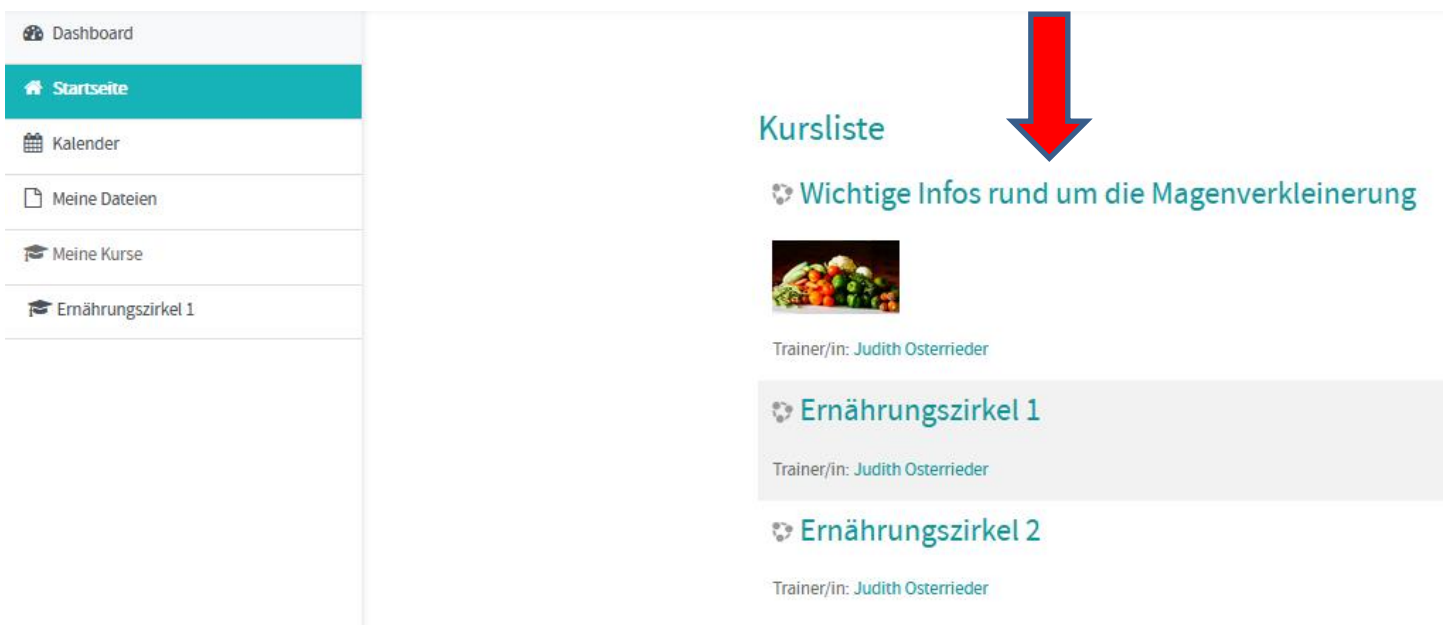 Dashboard
Startseite
Kalender
Meine Dateien
Meine Kurse
Ernährungszirkel 1
Kursliste
Wichtige Infos rund um die Magenverkleinerung
Trainer/in: Judith Osterrieder
Ernährungszirkel 1
Trainer/in: Judith Osterrieder
Ernährungszirkel 2
Trainer/in: Judith Osterrieder